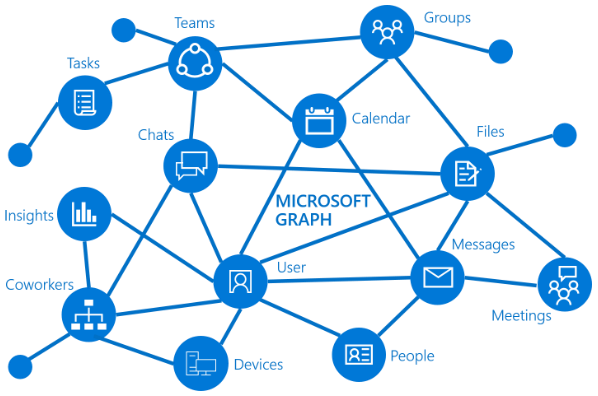 Groups
Teams
Tasks
Calendar
Chats
Files
MICROSOFT
GRAPH
Insights
Messages
User
Coworkers
Meetings
People
Devices